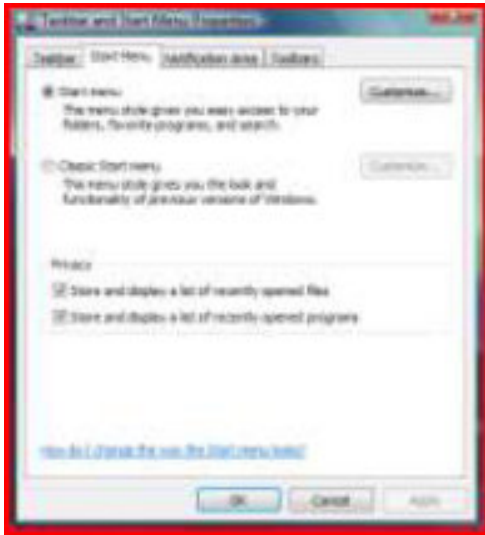 Taskbar and Start Menu Properties
Taskbar Start Menu Notification Area Toolbars
Start menu
Customize...
This menu style gives you easy access to your
folders, favorite programs, and search.
Classic Start menu
Customize...
This menu style gives you the look and
functionality of previous versions of Windows.
Privacy
Store and display a list of recently opened files
Store and display a list of recently opened programs
How do I change the way the Start menu looks?
OK Cancel Apply